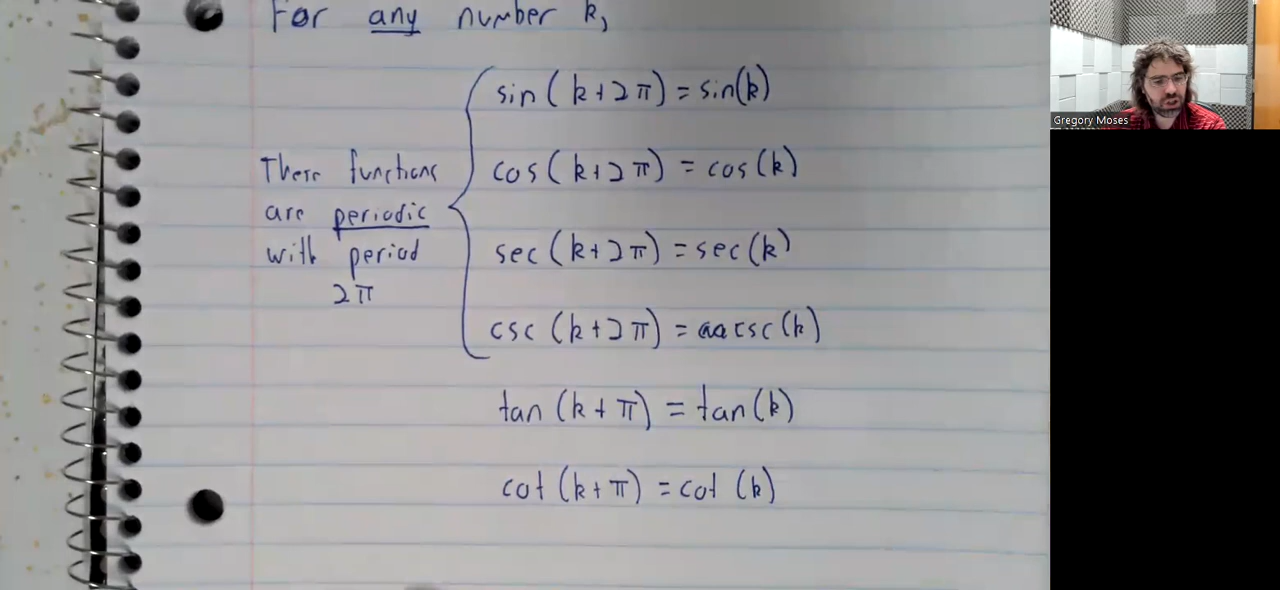 For any number k,
sin(k+2π)=sin(k)
These functions are periodic with period 2π
cos(k+2π)=cos(k)
sec(k+2π)=sec(k)
csc(k+2π)=csc(k)
tan(k+π)=tan(k)
cot(k+π)=cot(k)
Gregory Moses